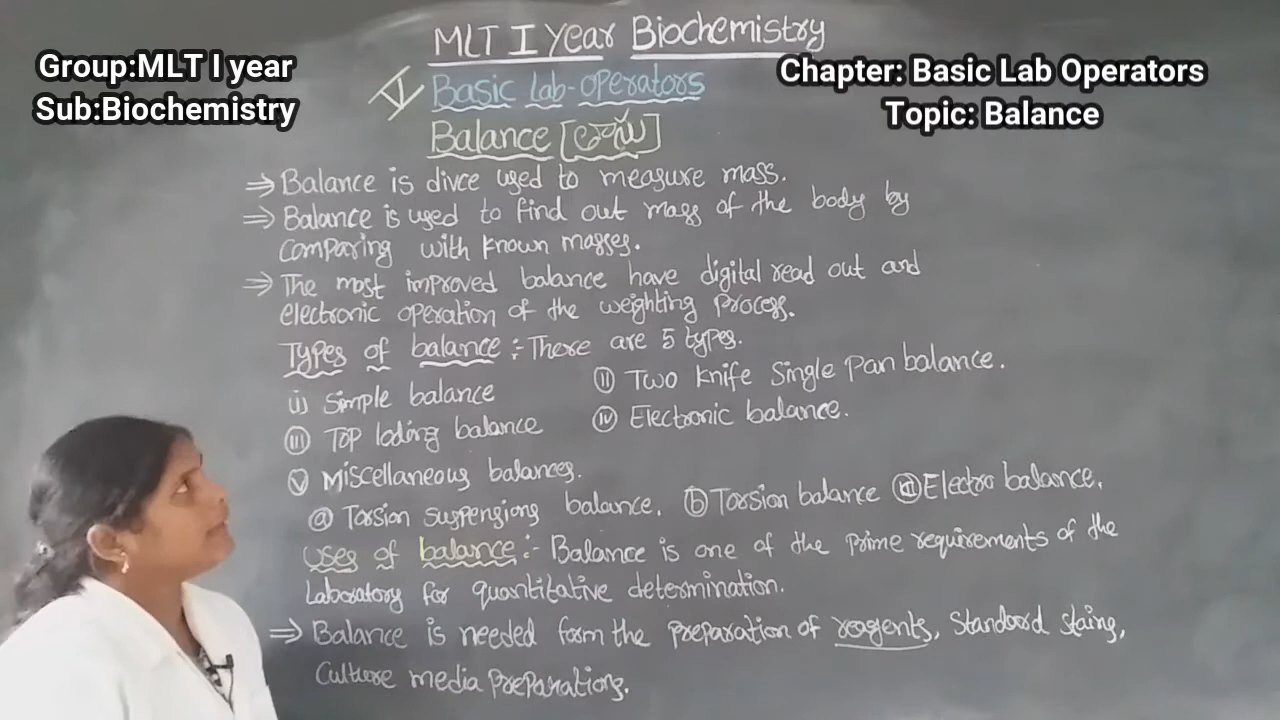 MLT I Year Biochemistry
Group:MLT I year
Sub:Biochemistry
Chapter: Basic Lab Operators
Topic: Balance
V Basic Lab-operators
Balance [త్రాసు]
⇒ Balance is divce used to measure mass.
⇒ Balance is used to find out mass of the body by
comparing with known masses.
⇒ The most improved balance have digital read out and
electronic operation of the weighting process.
Types of balance :- There are 5 types.
(i) Simple balance (ii) Two knife Single pan balance.
(iii) Top loding balance (iv) Electronic balance.
(v) Miscellaneous balances.
(a) Torsion suspensions balance. (b) Torsion balance Electro balance.
Uses of balance :- Balance is one of the prime requirements of the
Laboratory for quantitative determination.
⇒ Balance is needed form the preparation of reagents, Standard stains,
Culture media preparations.